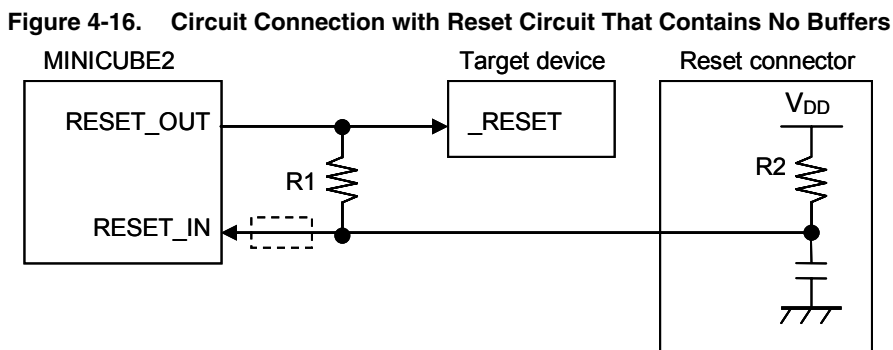 Figure 4-16. Circuit Connection with Reset Circuit That Contains No Buffers
MINICUBE2
Target device
Reset connector
RESET_OUT
_RESET
VDD
R1
R2
RESET_IN